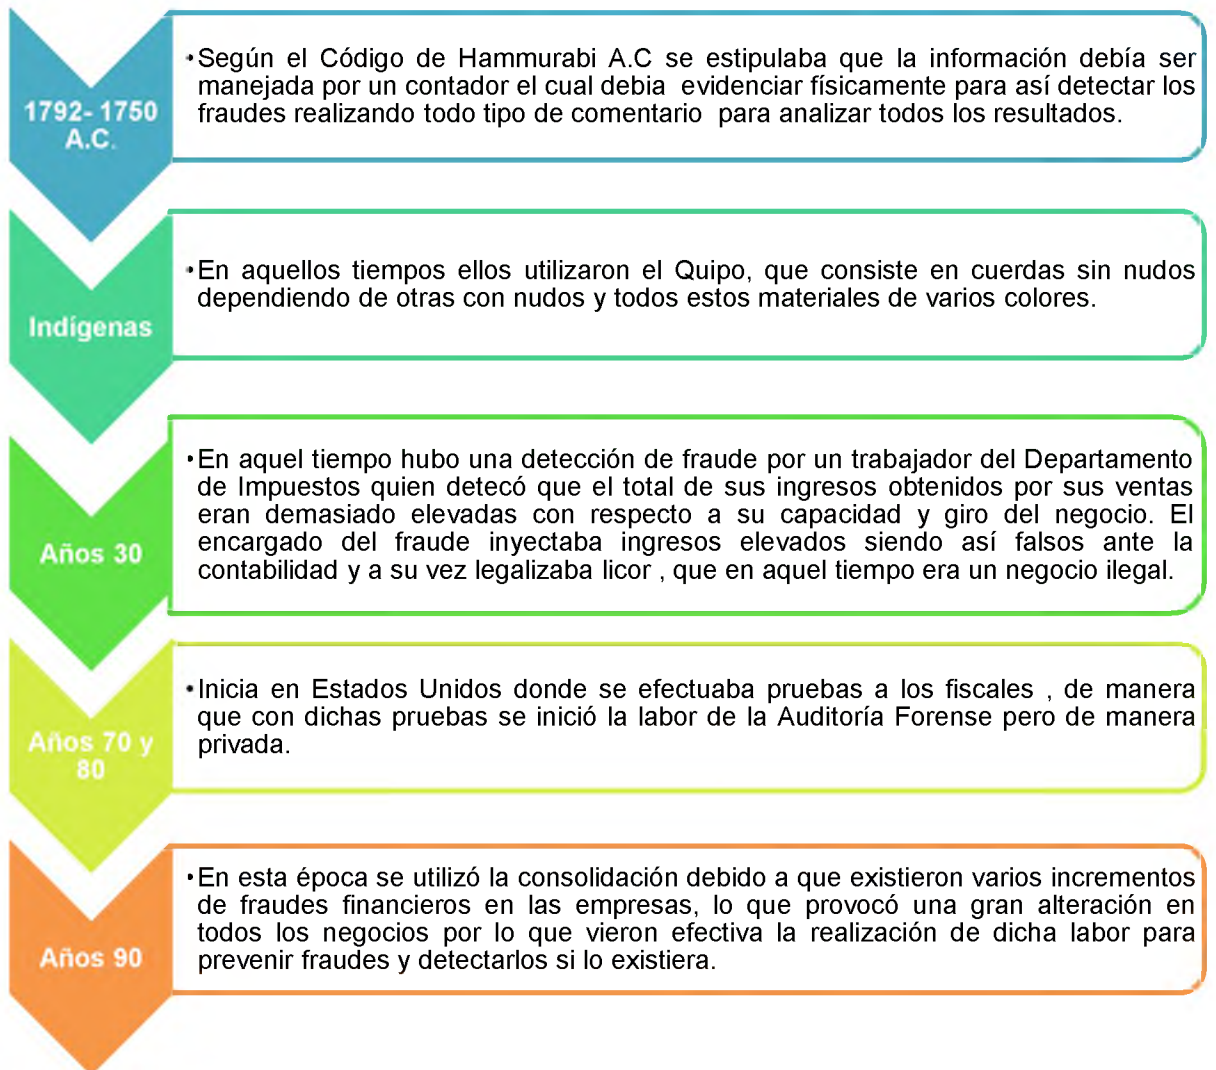 1792- 1750
A.C.
•Según el Código de Hammurabi A.C se estipulaba que la información debía ser
manejada por un contador el cual debia evidenciar físicamente para así detectar los
fraudes realizando todo tipo de comentario para analizar todos los resultados.
Indígenas
•En aquellos tiempos ellos utilizaron el Quipo, que consiste en cuerdas sin nudos
dependiendo de otras con nudos y todos estos materiales de varios colores.
Años 30
•En aquel tiempo hubo una detección de fraude por un trabajador del Departamento
de Impuestos quien detecó que el total de sus ingresos obtenidos por sus ventas
eran demasiado elevadas con respecto a su capacidad y giro del negocio. El
encargado del fraude inyectaba ingresos elevados siendo así falsos ante la
contabilidad y a su vez legalizaba licor , que en aquel tiempo era un negocio ilegal.
Años 70 y
80
•Inicia en Estados Unidos donde se efectuaba pruebas a los fiscales , de manera
que con dichas pruebas se inició la labor de la Auditoría Forense pero de manera
privada.
Años 90
•En esta época se utilizó la consolidación debido a que existieron varios incrementos
de fraudes financieros en las empresas, lo que provocó una gran alteración en
todos los negocios por lo que vieron efectiva la realización de dicha labor para
prevenir fraudes y detectarlos si lo existiera.